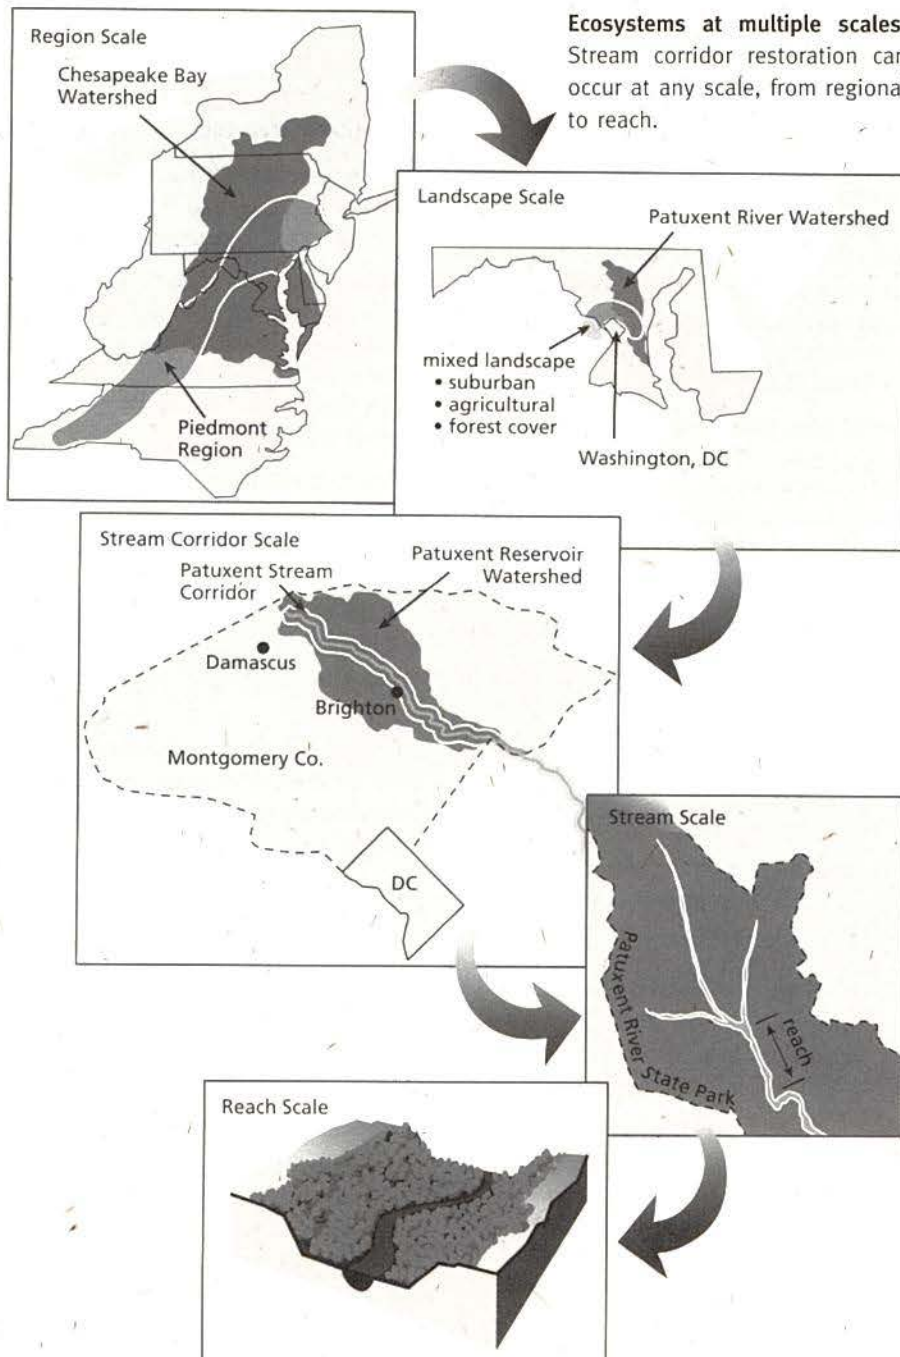 Ecosystems at multiple scales
Stream corridor restoration can
occur at any scale, from regiona
to reach.
Region Scale
Chesapeake Bay
Watershed
Piedmont
Region
Landscape Scale
Patuxent River Watershed
mixed landscape
• suburban
• agricultural
• forest cover
Washington, DC
Stream Corridor Scale
Patuxent Stream
Corridor
Patuxent Reservoir
Watershed
Damascus
Brighton
Montgomery Co.
DC
Stream Scale
Patuxent River State Park
reach
Reach Scale